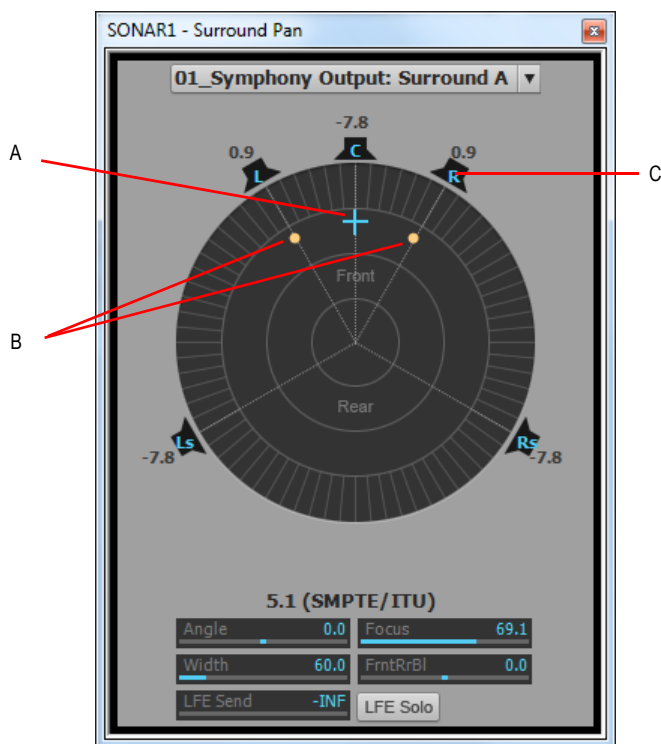 SONAR1 - Surround Pan
01_Symphony Output: Surround A
-7.8
A
0.9
C
0.9
L
R
C
Front
B
Rear
Ls
Rs
-7.8
-7.8
5.1 (SMPTE/ITU)
Angle 0.0 Focus 69.1
Width 60.0 FrntRrBl 0.0
LFE Send -INF LFE Solo